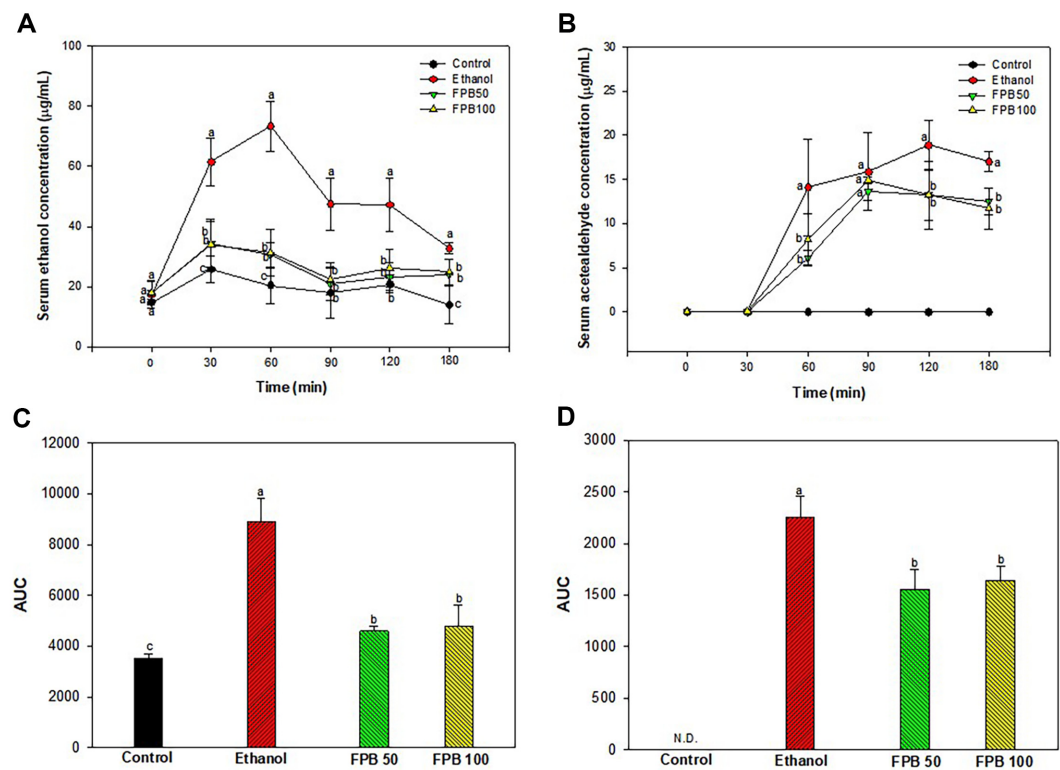 A
Serum ethanol concentration (µg/mL)
100
80
60
40
20
0
Control
Ethanol
FPB50
FPB100
a
a
a
a
a
a
a
a
a
b
b
c
b
b
c
b
b
b
b
b
b
b
b
c
0
30
60
90
120
180
Time (min)
B
Serum acetealdehyde concentration (µg/mL)
30
25
20
15
10
5
0
Control
Ethanol
FPB50
FPB100
a
b
b
a
a
a
a
b
b
a
b
b
0
30
60
90
120
180
Time (min)
C
AUC
12000
10000
8000
6000
4000
2000
0
c
a
b
b
Control
Ethanol
FPB 50
FPB 100
D
AUC
3000
2500
2000
1500
1000
500
0
N.D.
a
b
b
Control
Ethanol
FPB 50
FPB 100